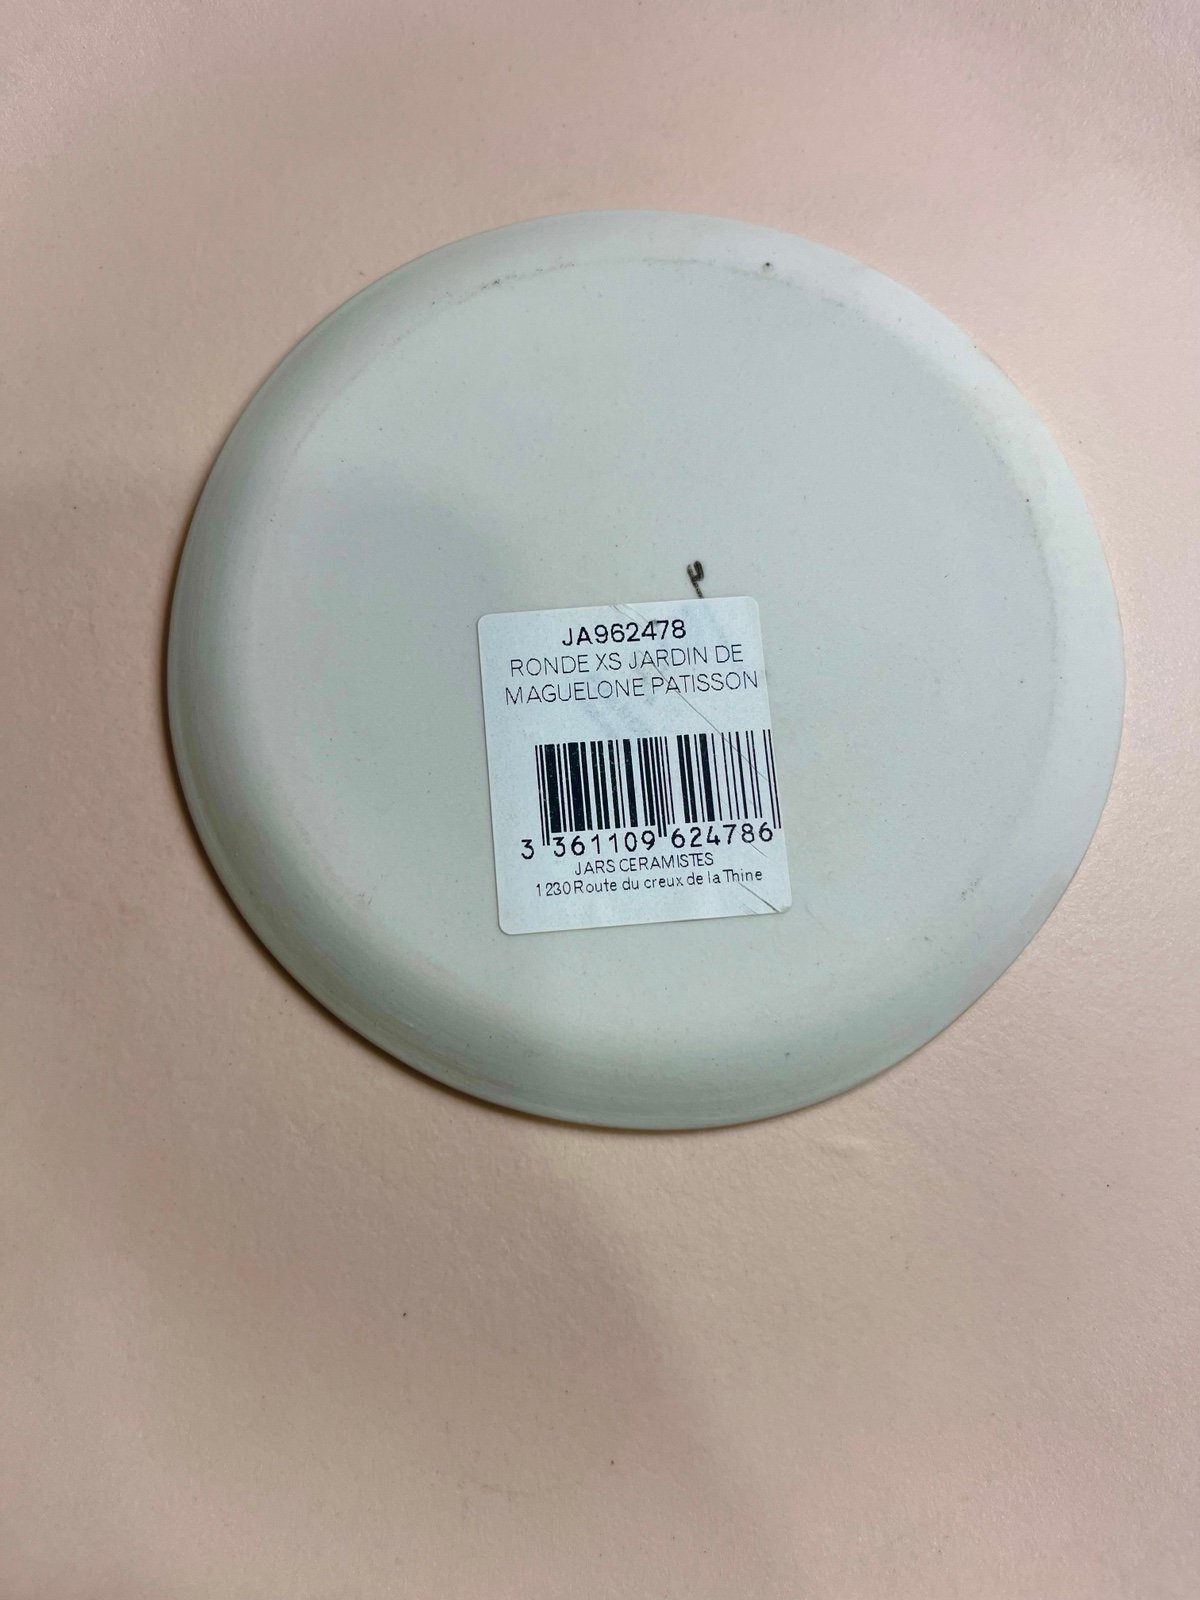 JA962478
RONDE XS JARDIN DE
MAGUELONE PATISSON
3 361109 624786
JARS CERAMISTES
1230 Route du creux de la Thine